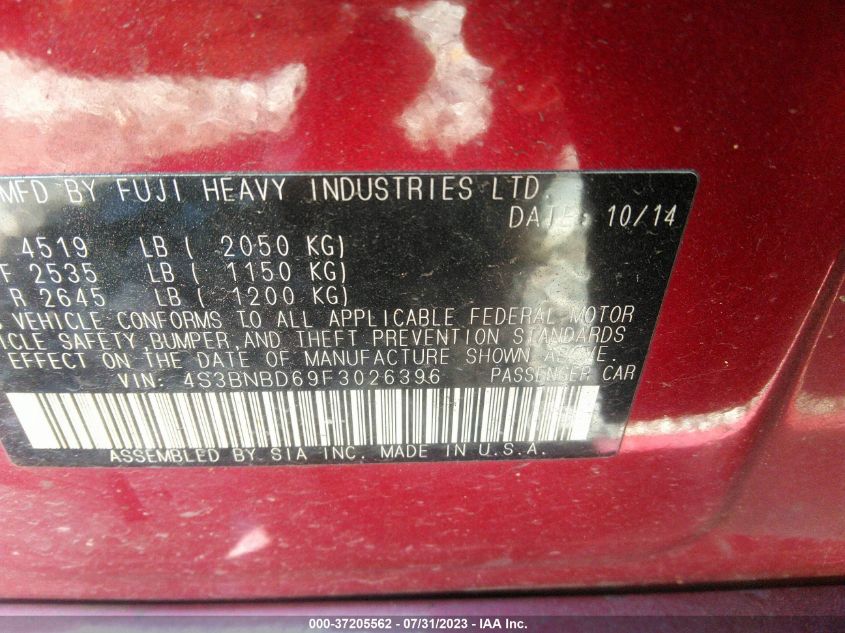 MFD BY FUJI HEAVY INDUSTRIES LTD.
DATE: 10/14
4519 LB ( 2050 KG)
F 2535 LB ( 1150 KG)
R 2645 LB ( 1200 KG)
VEHICLE CONFORMS TO ALL APPLICABLE FEDERAL MOTOR
VEHICLE SAFETY BUMPER, AND THEFT PREVENTION STANDARDS
EFFECT ON THE DATE OF MANUFACTURE SHOWN ABOVE.
VIN: 4S3BNBD69F3026396 PASSENGER CAR
ASSEMBLED BY SIA INC. MADE IN U.S.A.
000-37205562 - 07/31/2023 - IAA Inc.